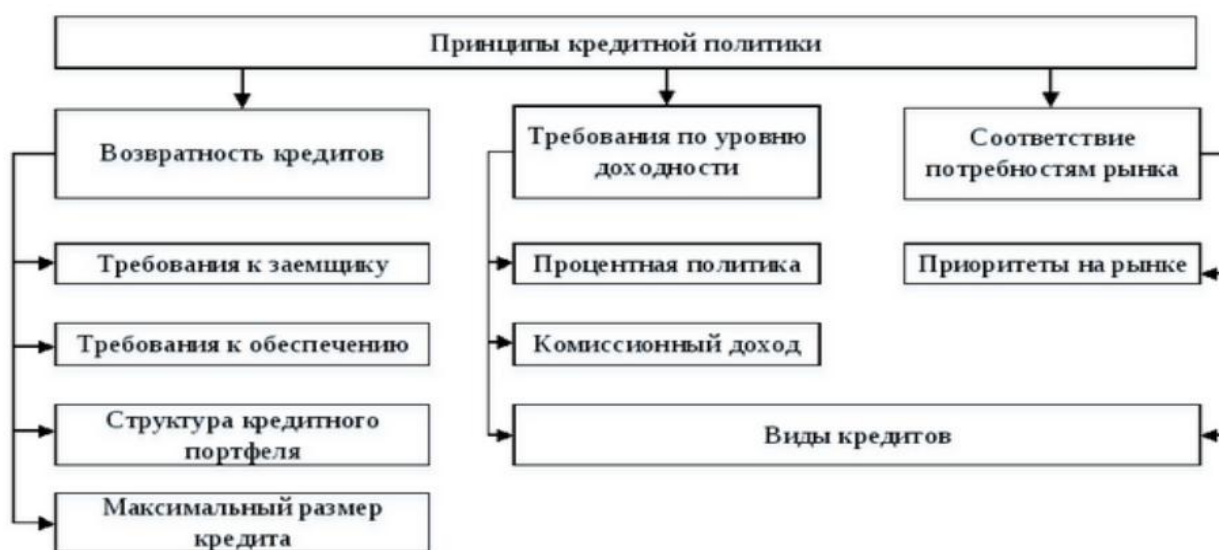 Принципы кредитной политики
Возвратность кредитов
Требования по уровню
доходности
Соответствие
потребностям рынка
Требования к заемщику
Процентная политика
Приоритеты на рынке
Требования к обеспечению
Комиссионный доход
Структура кредитного
портфеля
Виды кредитов
Максимальный размер
кредита